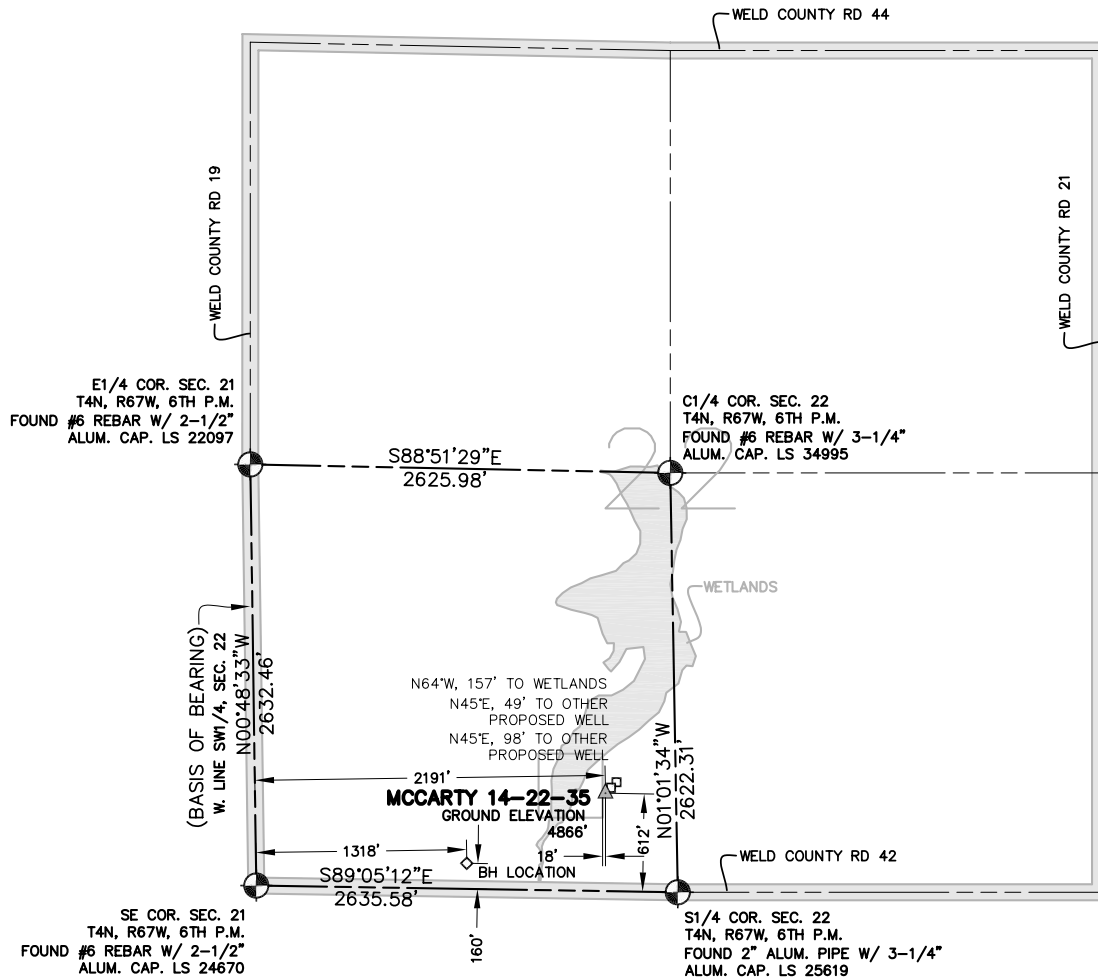 WELD COUNTY RD 44
WELD COUNTY RD 19
WELD COUNTY RD 21
E1/4 COR. SEC. 21
T4N, R67W, 6TH P.M.
FOUND #6 REBAR W/ 2-1/2"
ALUM. CAP. LS 22097
C1/4 COR. SEC. 22
T4N, R67W, 6TH P.M.
FOUND #6 REBAR W/ 3-1/4"
ALUM. CAP. LS 34995
S88°51'29"E
2625.98'
22
WETLANDS
(BASIS OF BEARING)
W. LINE SW1/4, SEC. 22
N00°48'33"W
2632.46'
N64°W, 157' TO WETLANDS
N45°E, 49' TO OTHER
PROPOSED WELL
N45°E, 98' TO OTHER
PROPOSED WELL
N01°01'34"W
2622.31'
2191'
MCCARTY 14-22-35
GROUND ELEVATION
4866'
612'
1318'
18'
BH LOCATION
WELD COUNTY RD 42
S89°05'12"E
2635.58'
160'
SE COR. SEC. 21
T4N, R67W, 6TH P.M.
FOUND #6 REBAR W/ 2-1/2"
ALUM. CAP. LS 24670
S1/4 COR. SEC. 22
T4N, R67W, 6TH P.M.
FOUND 2" ALUM. PIPE W/ 3-1/4"
ALUM. CAP. LS 25619